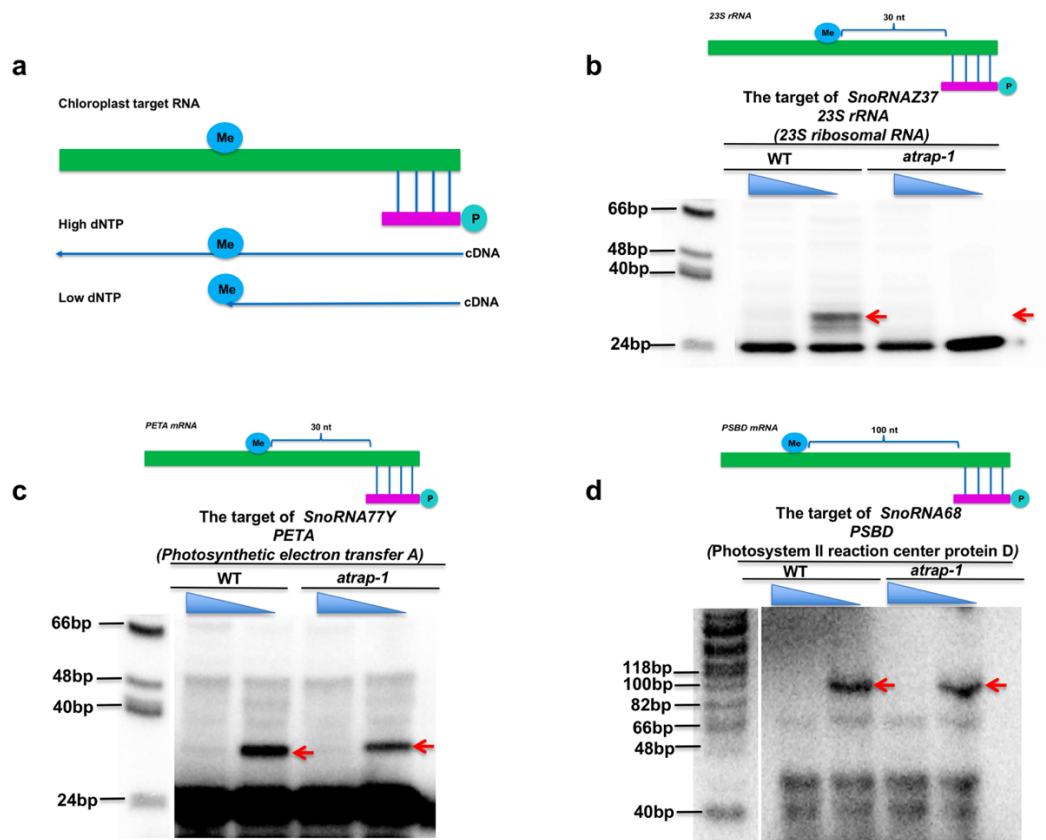 a
Chloroplast target RNA
Me
P
High dNTP
Me
cDNA
Low dNTP
Me
cDNA
b
23S rRNA
30 nt
Me
P
The target of SnoRNAZ37
23S rRNA
(23S ribosomal RNA)
WT
atrap-1
66bp
48bp
40bp
24bp
c
PETA mRNA
30 nt
Me
P
The target of SnoRNA77Y
PETA
(Photosynthetic electron transfer A)
WT
atrap-1
66bp
48bp
40bp
24bp
d
PSBD mRNA
100 nt
Me
P
The target of SnoRNA68
PSBD
(Photosystem II reaction center protein D)
WT
atrap-1
118bp
100bp
82bp
66bp
48bp
40bp